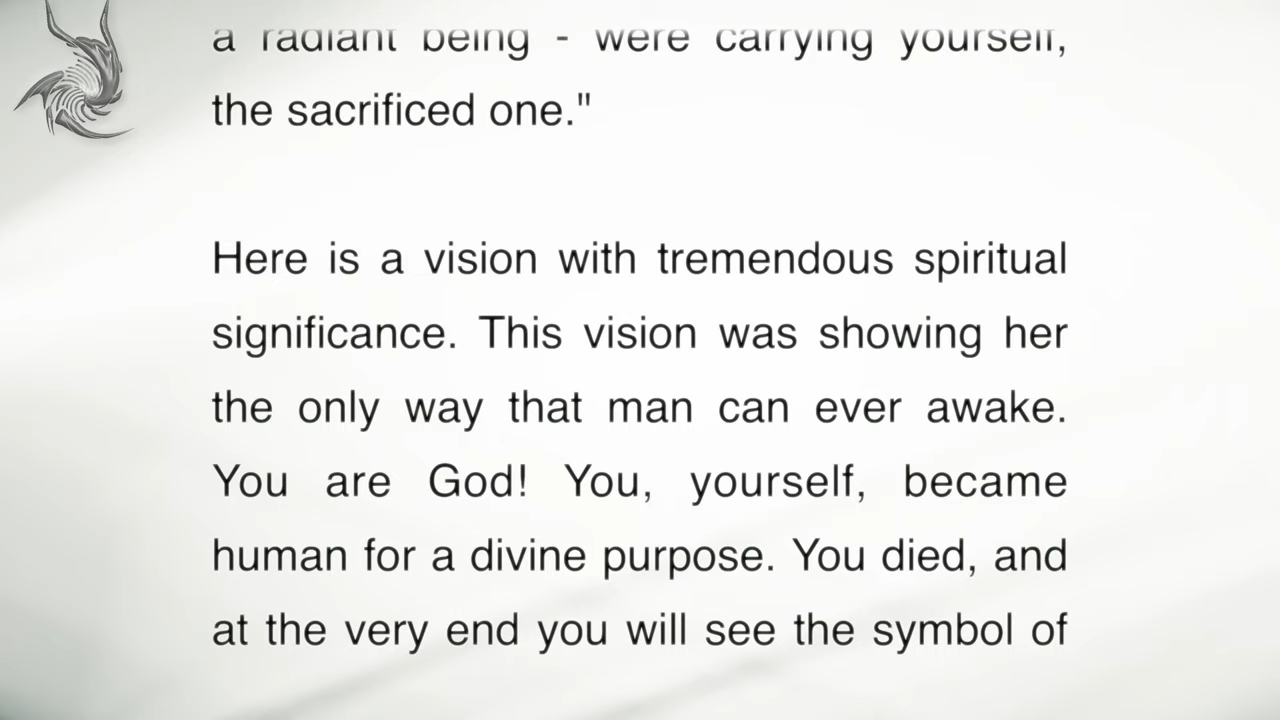 a radiant being - were carrying yourself,
the sacrificed one."
Here is a vision with tremendous spiritual
significance. This vision was showing her
the only way that man can ever awake.
You are God! You, yourself, became
human for a divine purpose. You died, and
at the very end you will see the symbol of